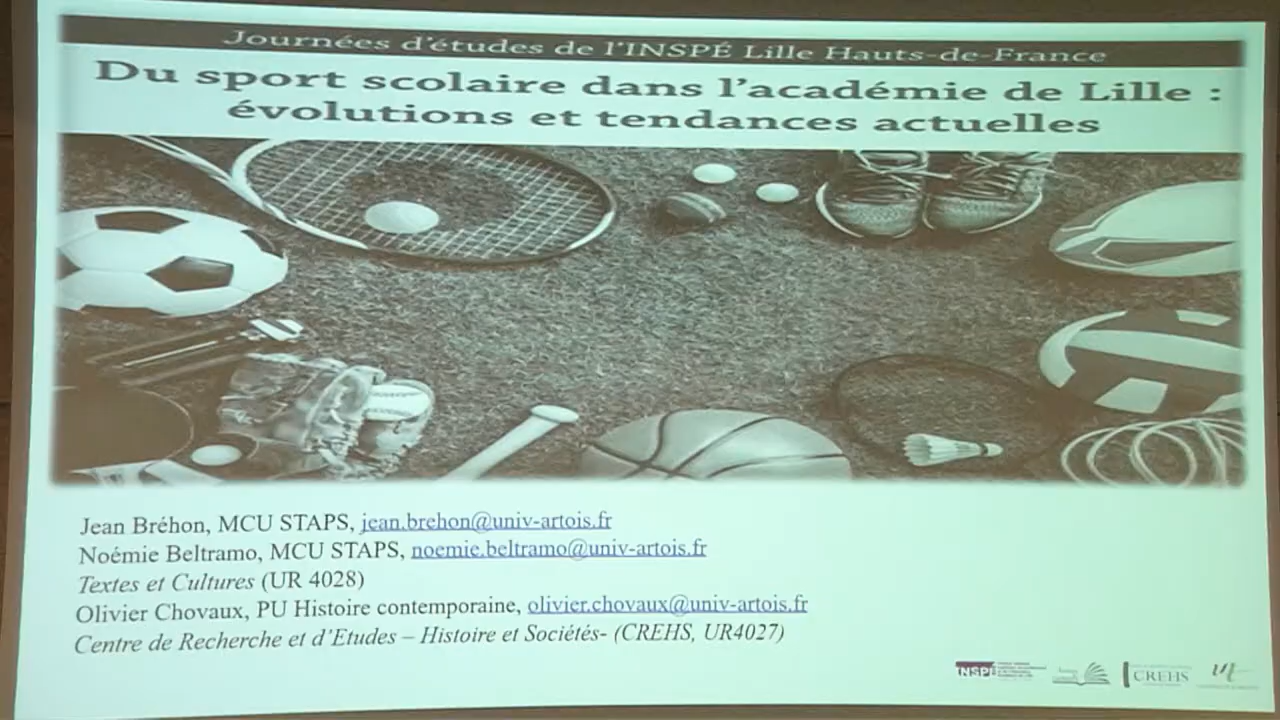 Journées d'études de l'INSPÉ Lille Hauts-de-France
Du sport scolaire dans l'académie de Lille :
évolutions et tendances actuelles
Jean Bréhon, MCU STAPS, jean.brehon@univ-artois.fr
Noémie Beltramo, MCU STAPS, noemie.beltramo@univ-artois.fr
Textes et Cultures (UR 4028)
Olivier Chovaux, PU Histoire contemporaine, olivier.chovaux@univ-artois.fr
Centre de Recherche et d'Etudes – Histoire et Sociétés- (CREHS, UR4027)
INSPÉ
CREHS